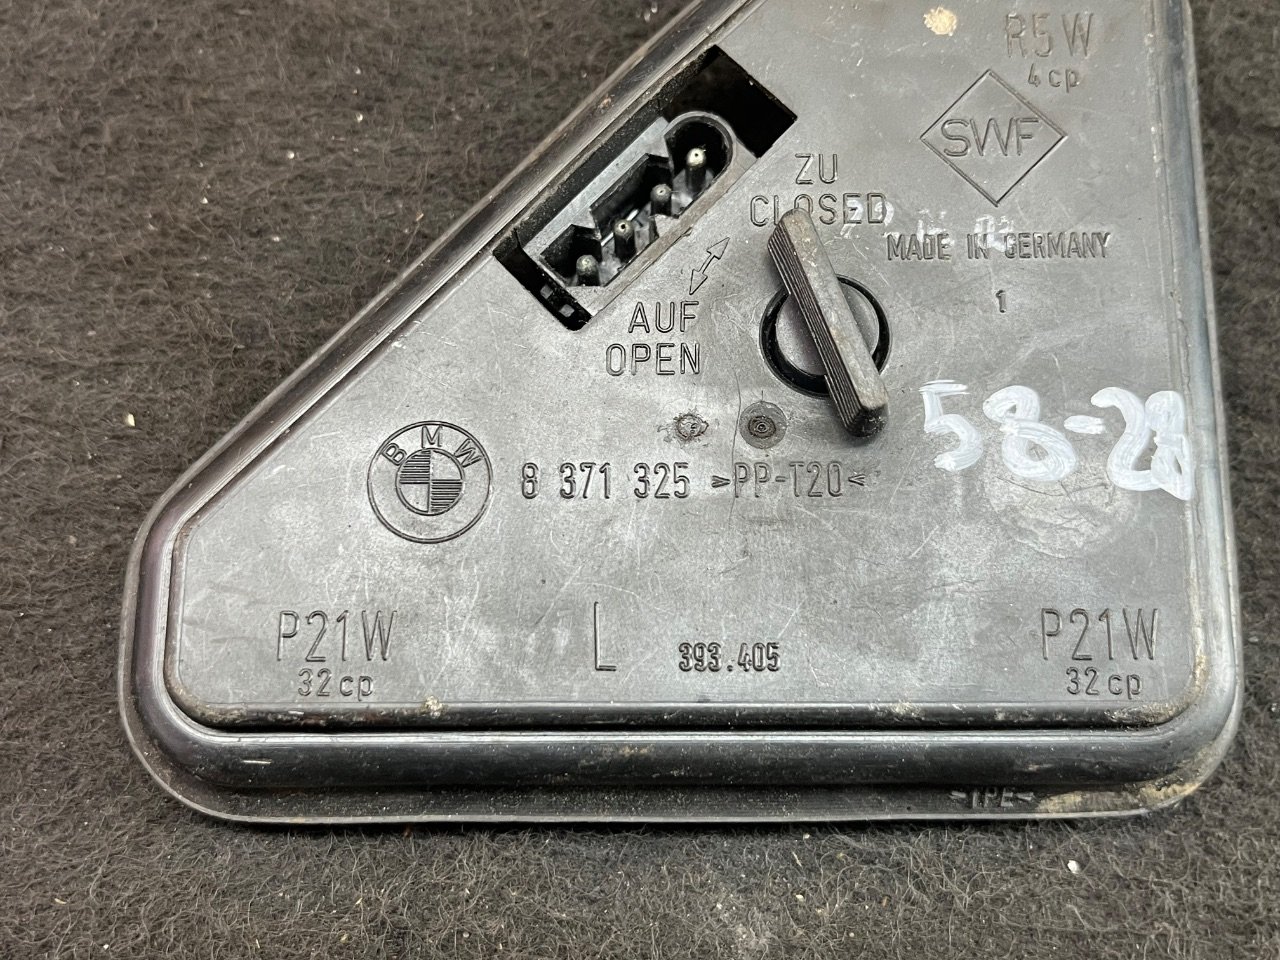 R5W
4cp
SWF
ZU
CLOSED
MADE IN GERMANY
1
AUF
OPEN
58-28
BMW
8 371 325 >PP-T20<
P21W
32cp
L
393.405
P21W
32cp
>TPE<